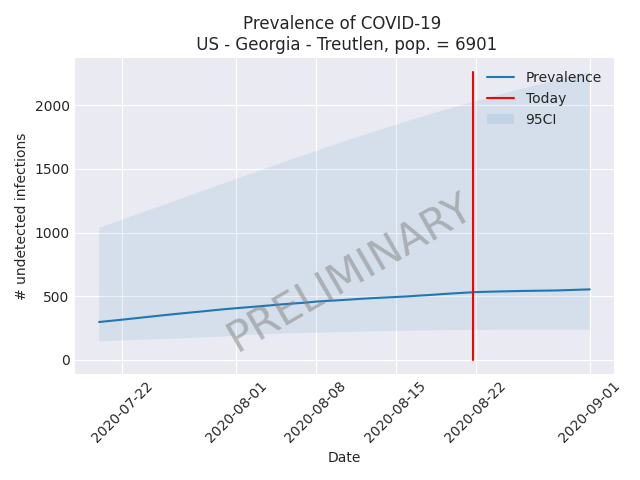 Prevalence of COVID-19
US - Georgia - Treutlen, pop. = 6901
Prevalence
Today
95CI
2000
1500
1000
500
0
# undetected infections
PRELIMINARY
2020-07-22
2020-08-01
2020-08-08
2020-08-15
2020-08-22
2020-09-01
Date